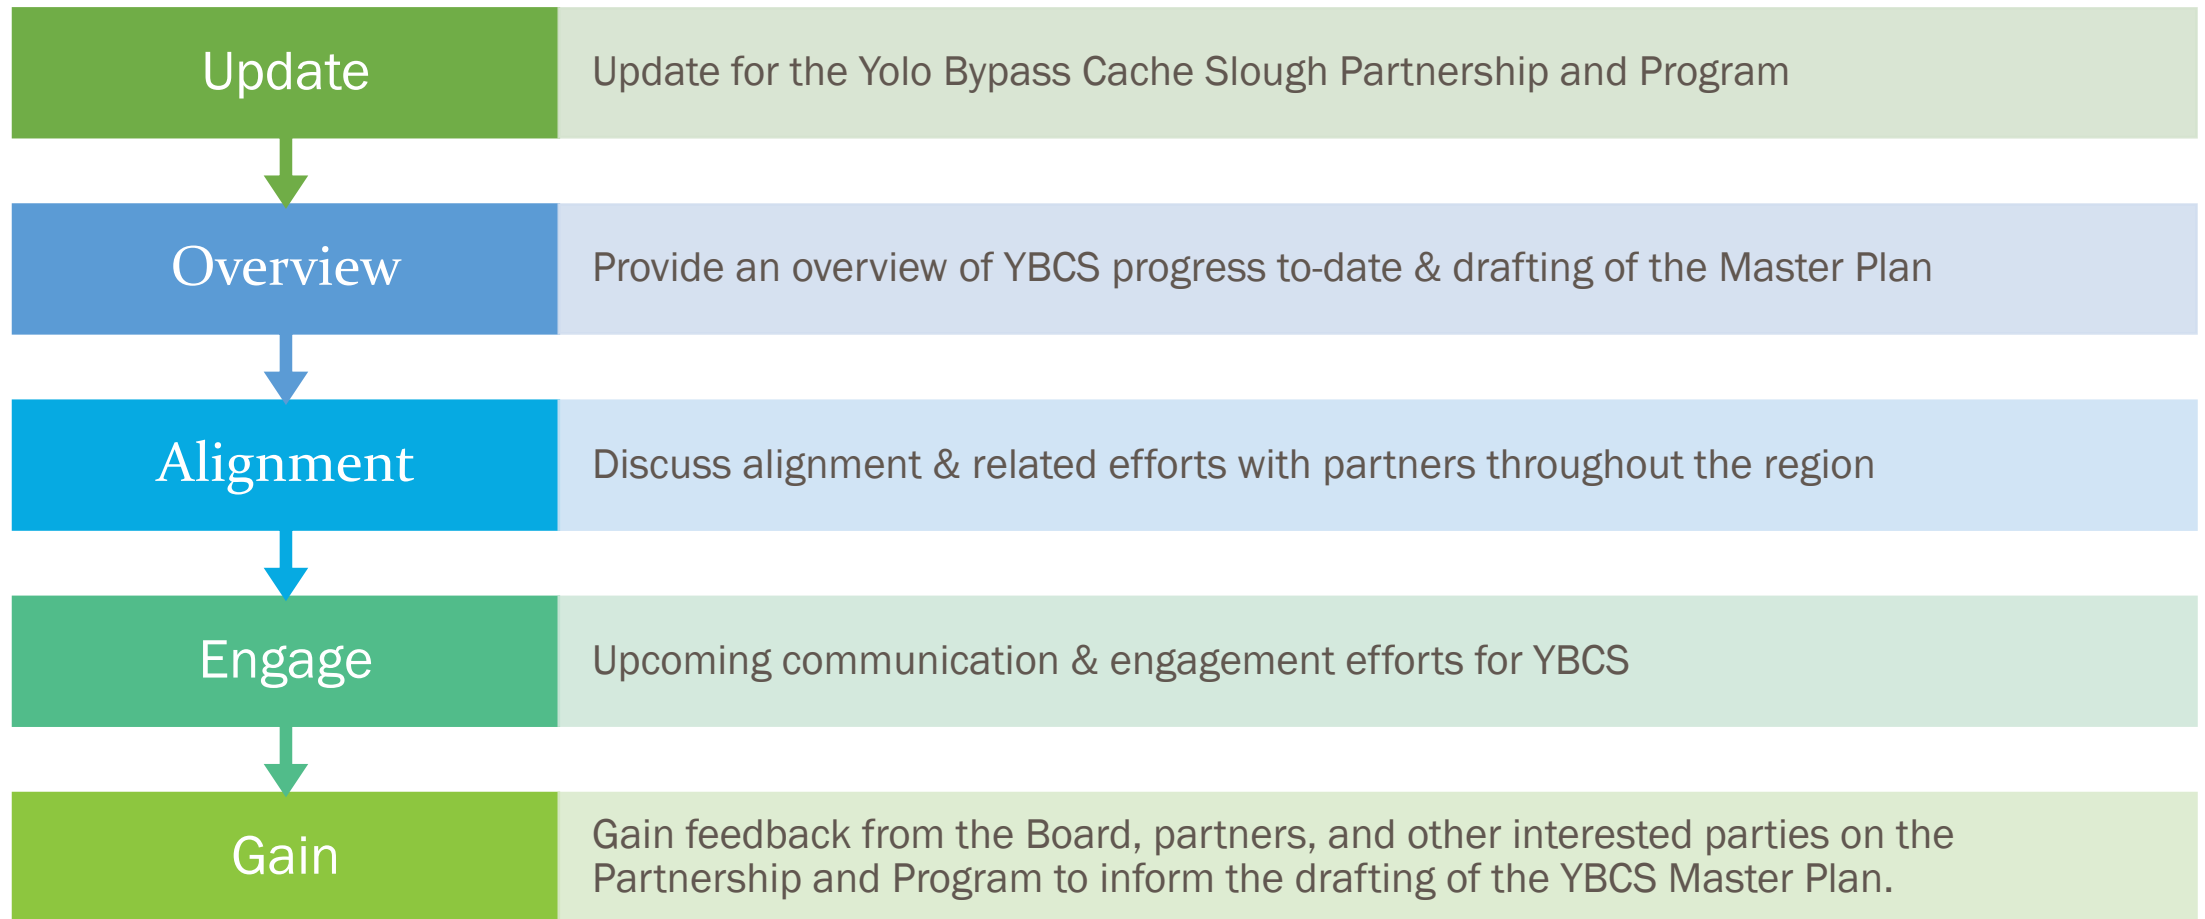 Update
Update for the Yolo Bypass Cache Slough Partnership and Program
Overview
Provide an overview of YBCS progress to-date & drafting of the Master Plan
Alignment
Discuss alignment & related efforts with partners throughout the region
Engage
Upcoming communication & engagement efforts for YBCS
Gain
Gain feedback from the Board, partners, and other interested parties on the
Partnership and Program to inform the drafting of the YBCS Master Plan.